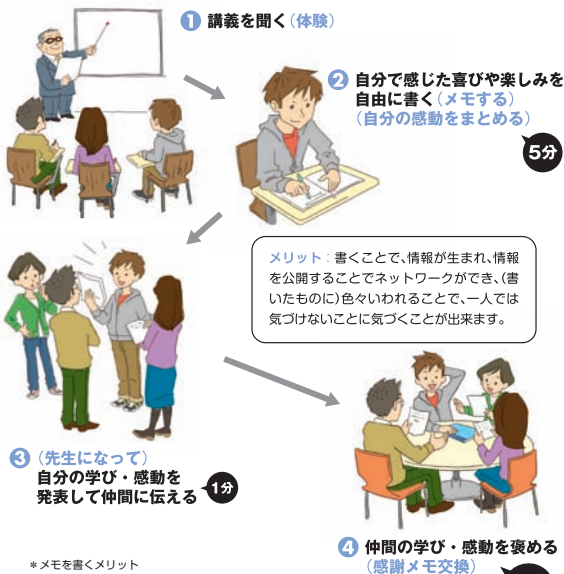 ❶ 講義を聞く(体験)
❷ 自分で感じた喜びや楽しみを
自由に書く(メモする)
(自分の感動をまとめる)
5分
メリット:書くことで、情報が生まれ、情報
を公開することでネットワークができ、(書
いたものに)色々いわれることで、一人では
気づけないことに気づくことが出来ます。
❸ (先生になって)
自分の学び・感動を
発表して仲間に伝える
1分
❹ 仲間の学び・感動を褒める
(感謝メモ交換)
*メモを書くメリット